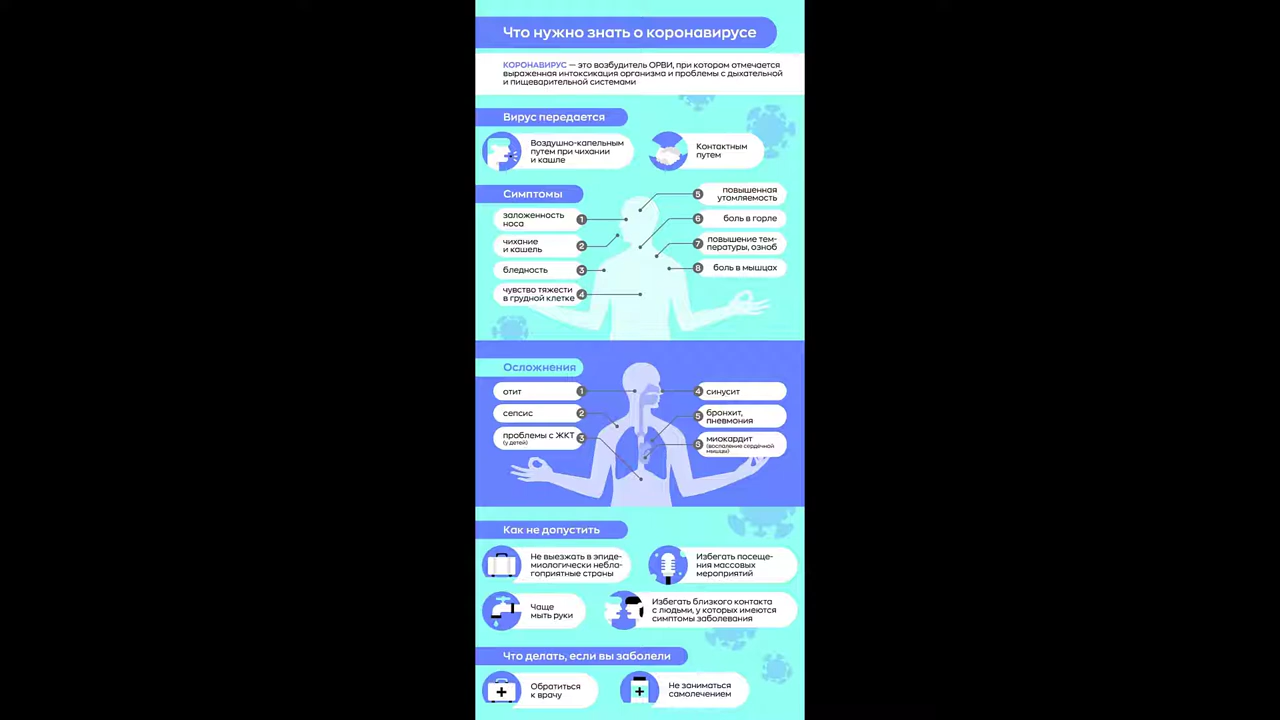 Что нужно знать о коронавирусе
КОРОНАВИРУС — это возбудитель ОРВИ, при котором отмечается
выраженная интоксикация организма и проблемы с дыхательной
и пищеварительной системами
Вирус передается
Воздушно-капельным
путем при чихании
и кашле
Контактным
путем
Симптомы
заложенность
носа
1
чихание
и кашель
2
бледность
3
чувство тяжести
в грудной клетке
4
5
повышенная
утомляемость
6
боль в горле
7
повышение тем-
пературы, озноб
8
боль в мышцах
Осложнения
отит
1
сепсис
2
проблемы с ЖКТ
(у детей)
3
4
синусит
5
бронхит,
пневмония
6
миокардит
(воспаление сердечной
мышцы)
Как не допустить
Не выезжать в эпиде-
миологически небла-
гоприятные страны
Избегать посеще-
ния массовых
мероприятий
Чаще
мыть руки
Избегать близкого контакта
с людьми, у которых имеются
симптомы заболевания
Что делать, если вы заболели
Обратиться
к врачу
Не заниматься
самолечением